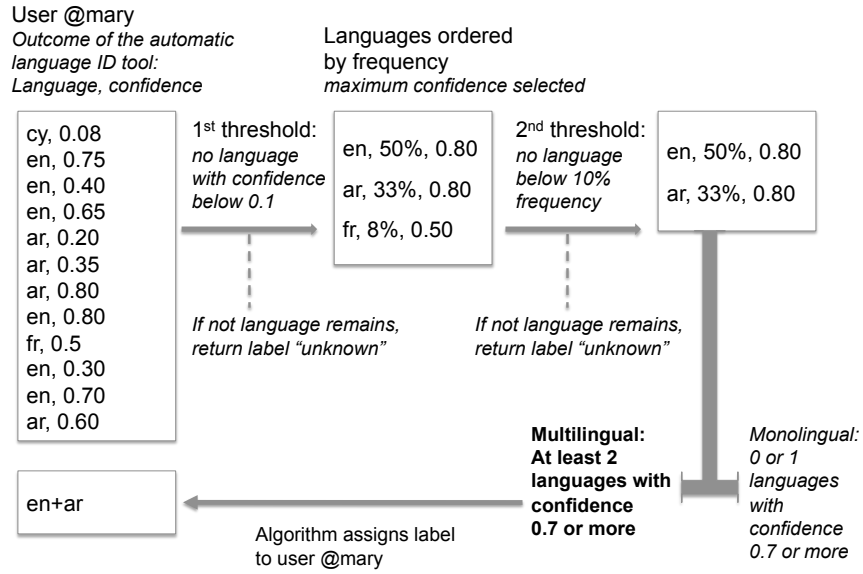 User @mary
Outcome of the automatic
language ID tool:
Language, confidence
cy, 0.08
en, 0.75
en, 0.40
en, 0.65
ar, 0.20
ar, 0.35
ar, 0.80
en, 0.80
fr, 0.5
en, 0.30
en, 0.70
ar, 0.60
1st threshold:
no language
with confidence
below 0.1
If not language remains,
return label “unknown”
Languages ordered
by frequency
maximum confidence selected
en, 50%, 0.80
ar, 33%, 0.80
fr, 8%, 0.50
2nd threshold:
no language
below 10%
frequency
If not language remains,
return label “unknown”
en, 50%, 0.80
ar, 33%, 0.80
Multilingual:
At least 2
languages with
confidence
0.7 or more
Monolingual:
0 or 1
languages
with
confidence
0.7 or more
Algorithm assigns label
to user @mary
en+ar